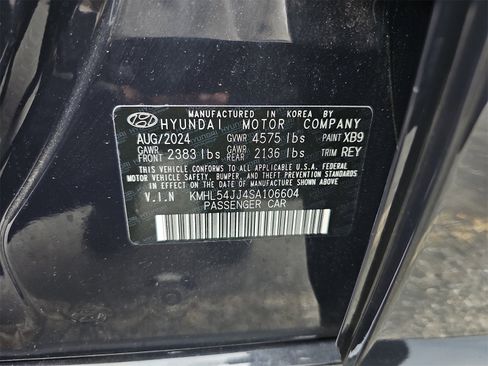 MANUFACTURED IN KOREA BY
HYUNDAI MOTOR COMPANY
AUG/2024 GVWR 4575 lbs PAINT XB9
GAWR FRONT 2383 lbs GAWR REAR 2136 lbs TRIM REY
THIS VEHICLE CONFORMS TO ALL APPLICABLE U.S.A. FEDERAL
MOTOR VEHICLE SAFETY, BUMPER, AND THEFT PREVENTION
STANDARDS IN EFFECT ON THE DATE OF MANUFACTURE SHOWN ABOVE.
V.I.N KMHL54JJ4SA106604
PASSENGER CAR